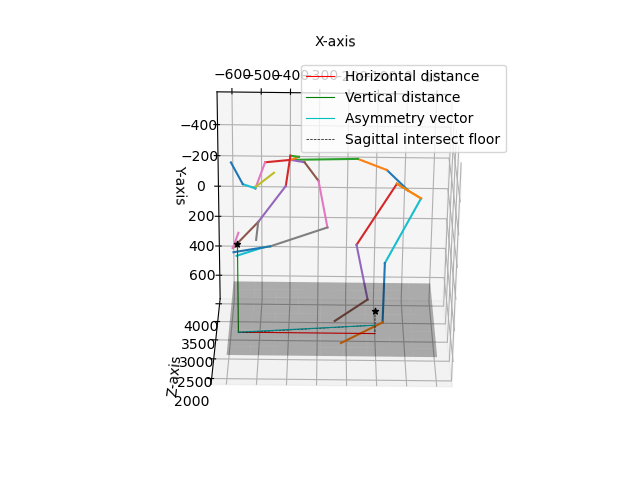 X-axis
−600
−500
−400
−300
Horizontal distance
Vertical distance
Asymmetry vector
Sagittal intersect floor
−400
−200
0
200
400
600
Y-axis
4000
3500
3000
2500
2000
Z-axis